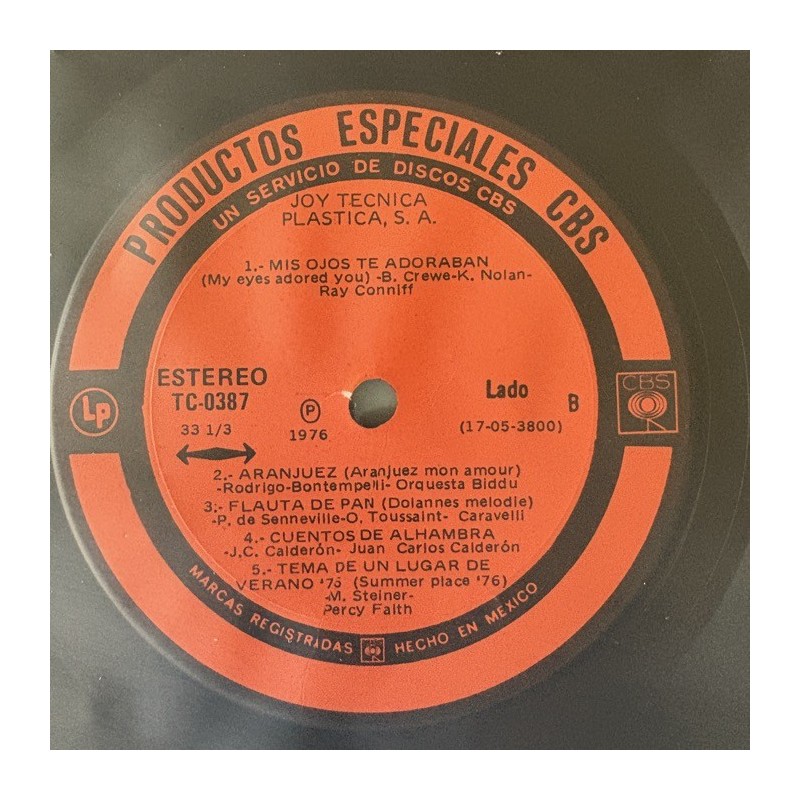 PRODUCTOS ESPECIALES CBS
UN SERVICIO DE DISCOS CBS
JOY TECNICA
PLASTICA, S. A.
1.- MIS OJOS TE ADORABAN
(My eyes adored you) -B. Crewe-K. Nolan-
Ray Conniff
ESTEREO
TC-0387
33 1/3
Lp
P
1976
Lado B
(17-05-3800)
CBS
2.- ARANJUEZ (Aranjuez mon amour)
-Rodrigo-Bontempelli- Orquesta Biddu
3.- FLAUTA DE PAN (Dolannes melodie)
-P. de Senneville-O. Toussaint- Caravelli
4.- CUENTOS DE ALHAMBRA
-J.C. Calderón- Juan Carlos Calderón
5.- TEMA DE UN LUGAR DE
VERANO '76 (Summer place '76)
-M. Steiner-
Percy Faith
MARCAS REGISTRADAS HECHO EN MEXICO